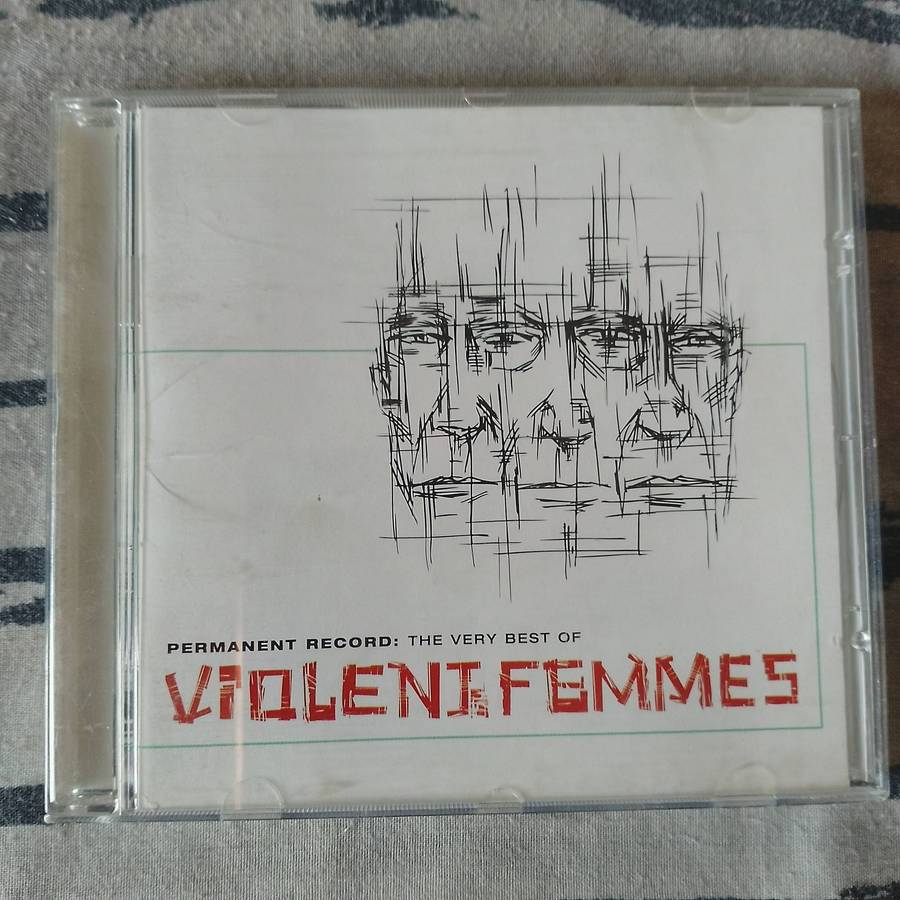 PERMANENT RECORD: THE VERY BEST OF
VIOLENT FEMMES